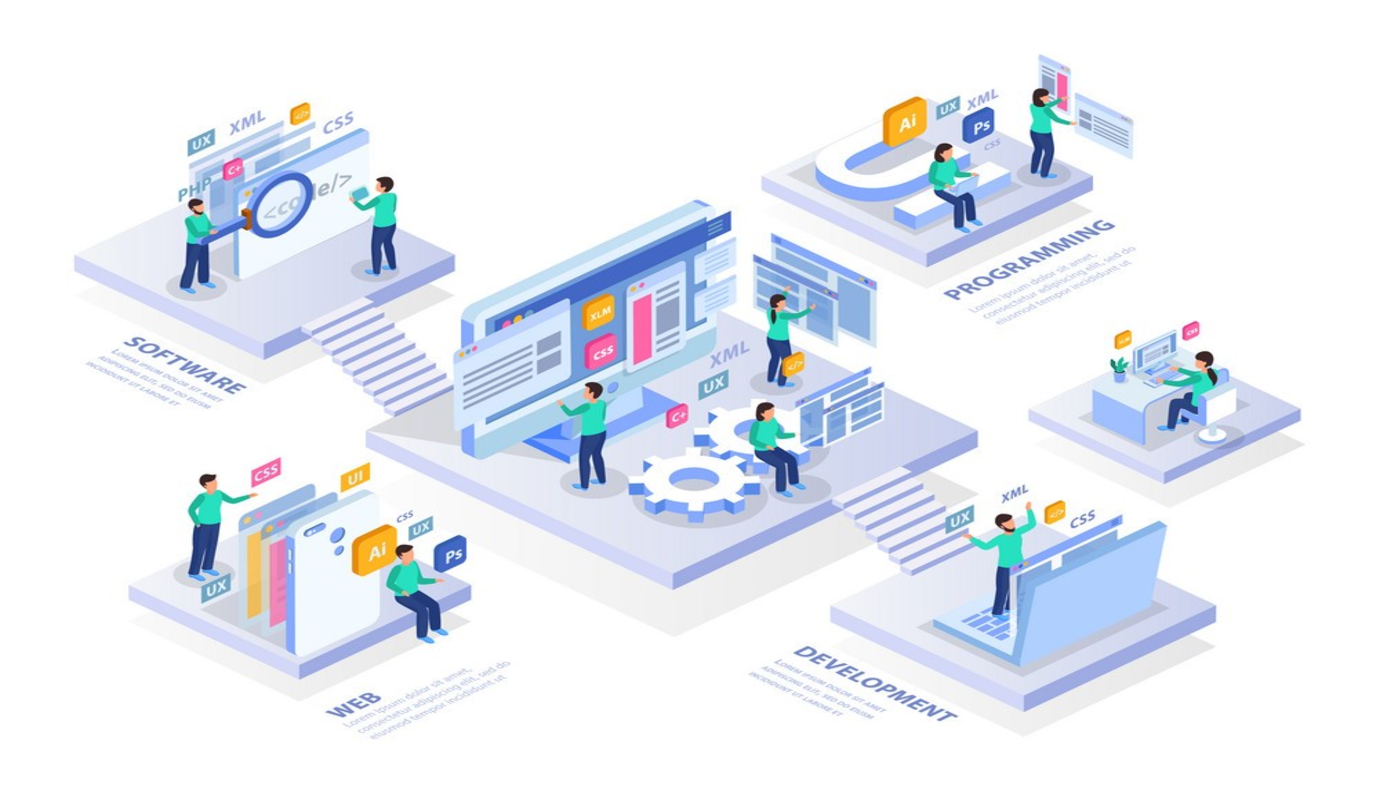 UX
XML
</>
CSS
C+
PHP
<code/>
SOFTWARE
LOREM IPSUM DOLOR SIT AMET
ADIPISCING ELIT, SED DO EIUSM
INCIDIDUNT UT LABORE ET
Ai
UX
XML
Ps
CSS
PROGRAMMING
Lorem ipsum dolor sit amet,
consectetur adipiscing elit, sed do
eiusmod tempor incididunt ut
XLM
CSS
C+
XML
UX
</>
XLM
CSS
CSS
UI
UX
Ai
CSS
UX
Ps
WEB
Lorem ipsum dolor sit amet,
consectetur adipiscing elit, sed do
eiusmod tempor incididunt ut
UX
XML
</>
CSS
DEVELOPMENT
LOREM IPSUM DOLOR SIT AMET
ADIPISCING ELIT, SED DO EIUSM
INCIDIDUNT UT LABORE ET